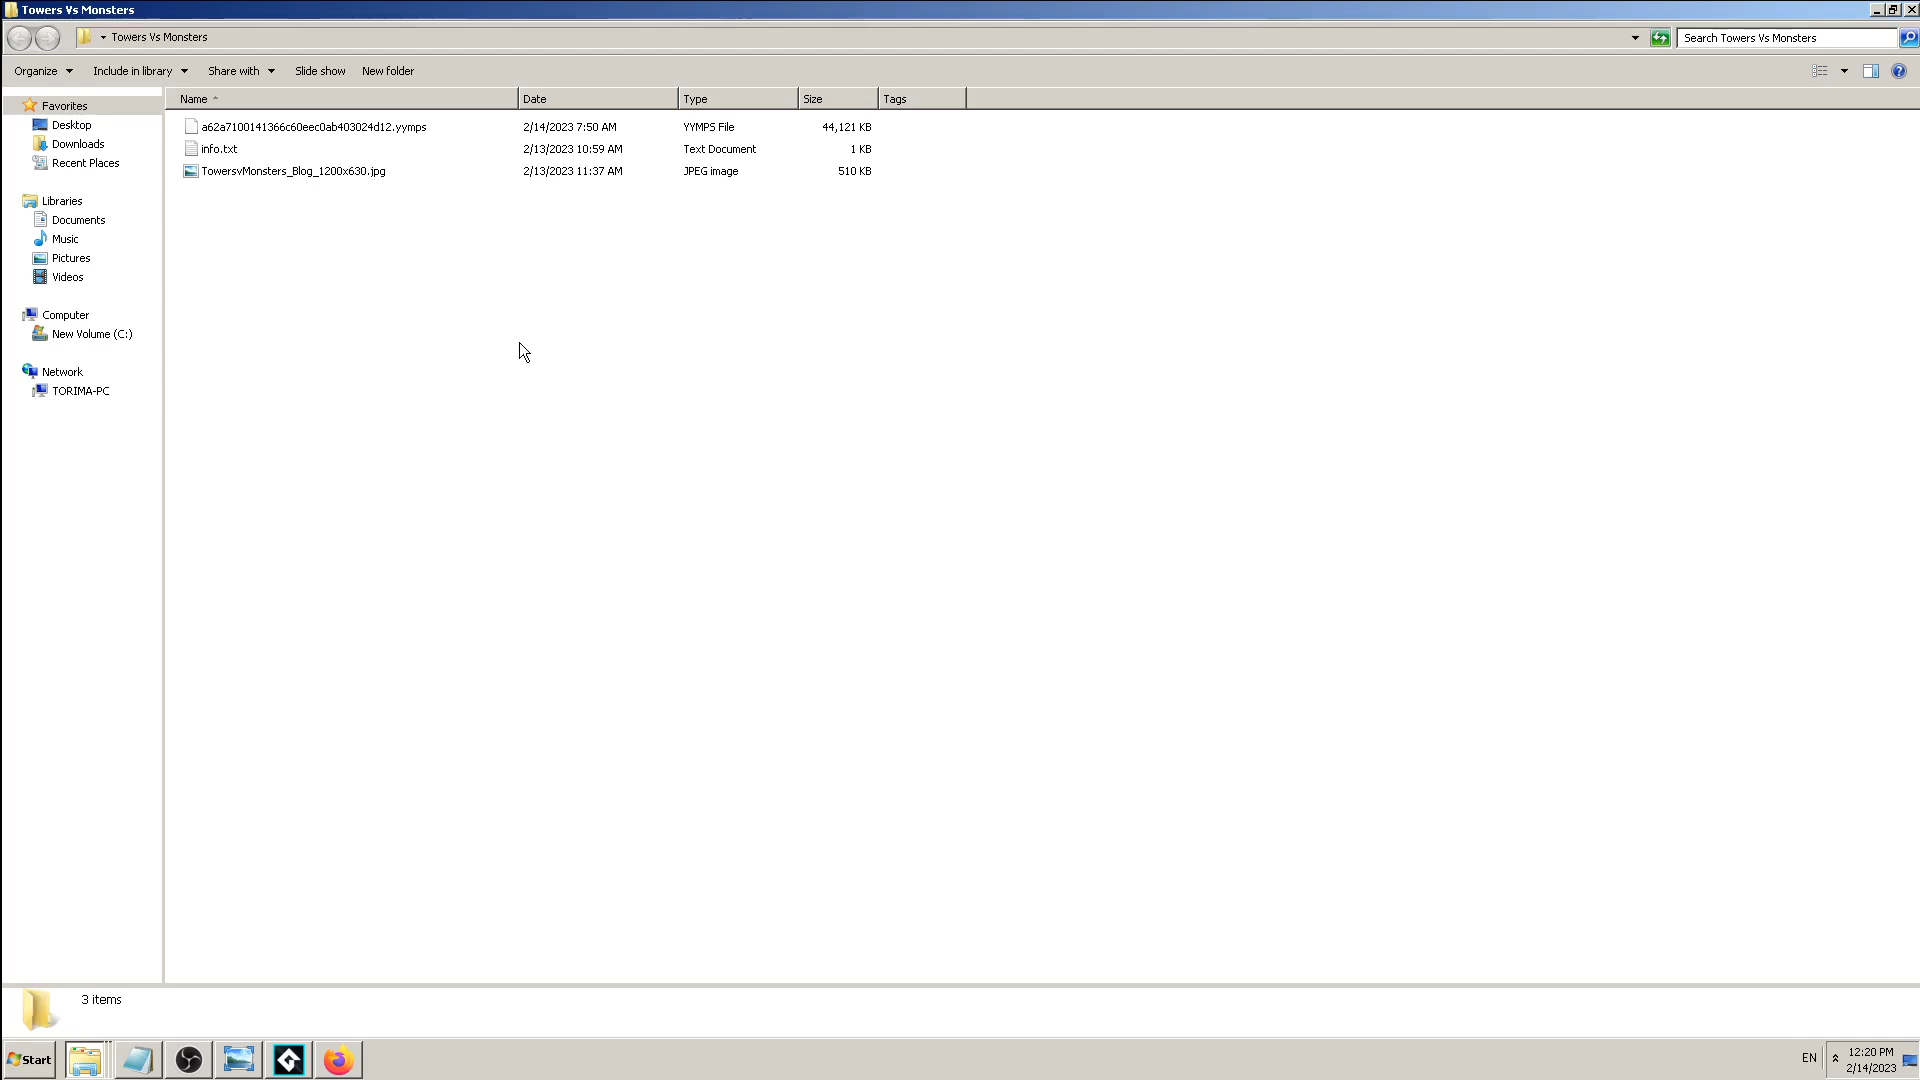 Towers Vs Monsters
Towers Vs Monsters
Search Towers Vs Monsters
Organize
Include in library
Share with
Slide show
New folder
Name
Date
Type
Size
Tags
Favorites
Desktop
Downloads
Recent Places
Libraries
Documents
Music
Pictures
Videos
Computer
New Volume (C:)
Network
TORIMA-PC
a62a7100141366c60eec0ab403024d12.yymps 2/14/2023 7:50 AM YYMPS File 44,121 KB
info.txt 2/13/2023 10:59 AM Text Document 1 KB
TowersvMonsters_Blog_1200x630.jpg 2/13/2023 11:37 AM JPEG image 510 KB
3 items
Start
EN
12:20 PM
2/14/2023